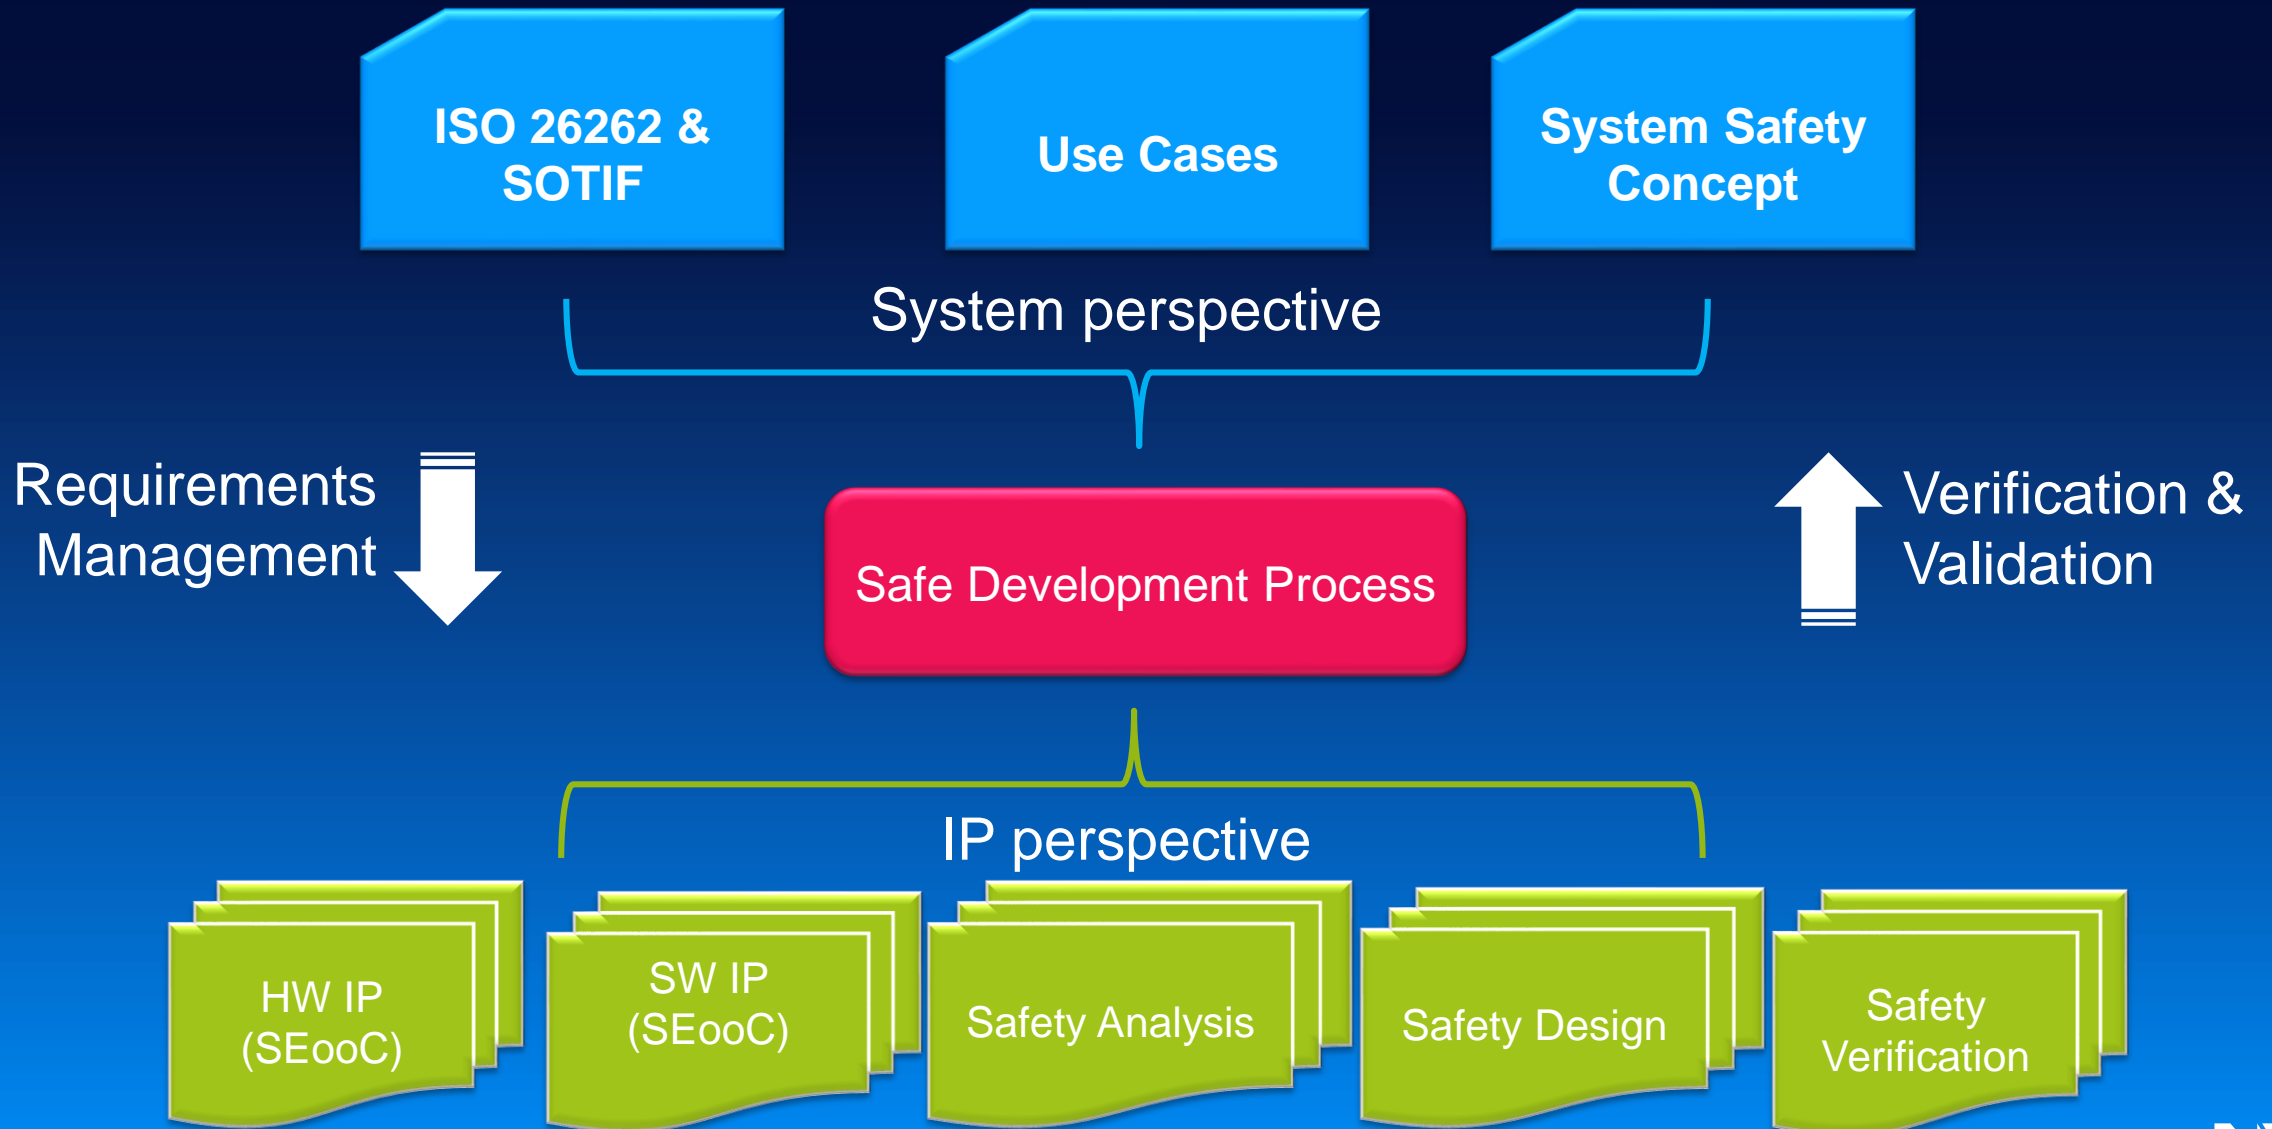 ISO 26262 &
SOTIF
Use Cases
System Safety
Concept
System perspective
Requirements
Management
Verification &
Validation
Safe Development Process
IP perspective
HW IP
(SEooC)
SW IP
(SEooC)
Safety Analysis
Safety Design
Safety
Verification